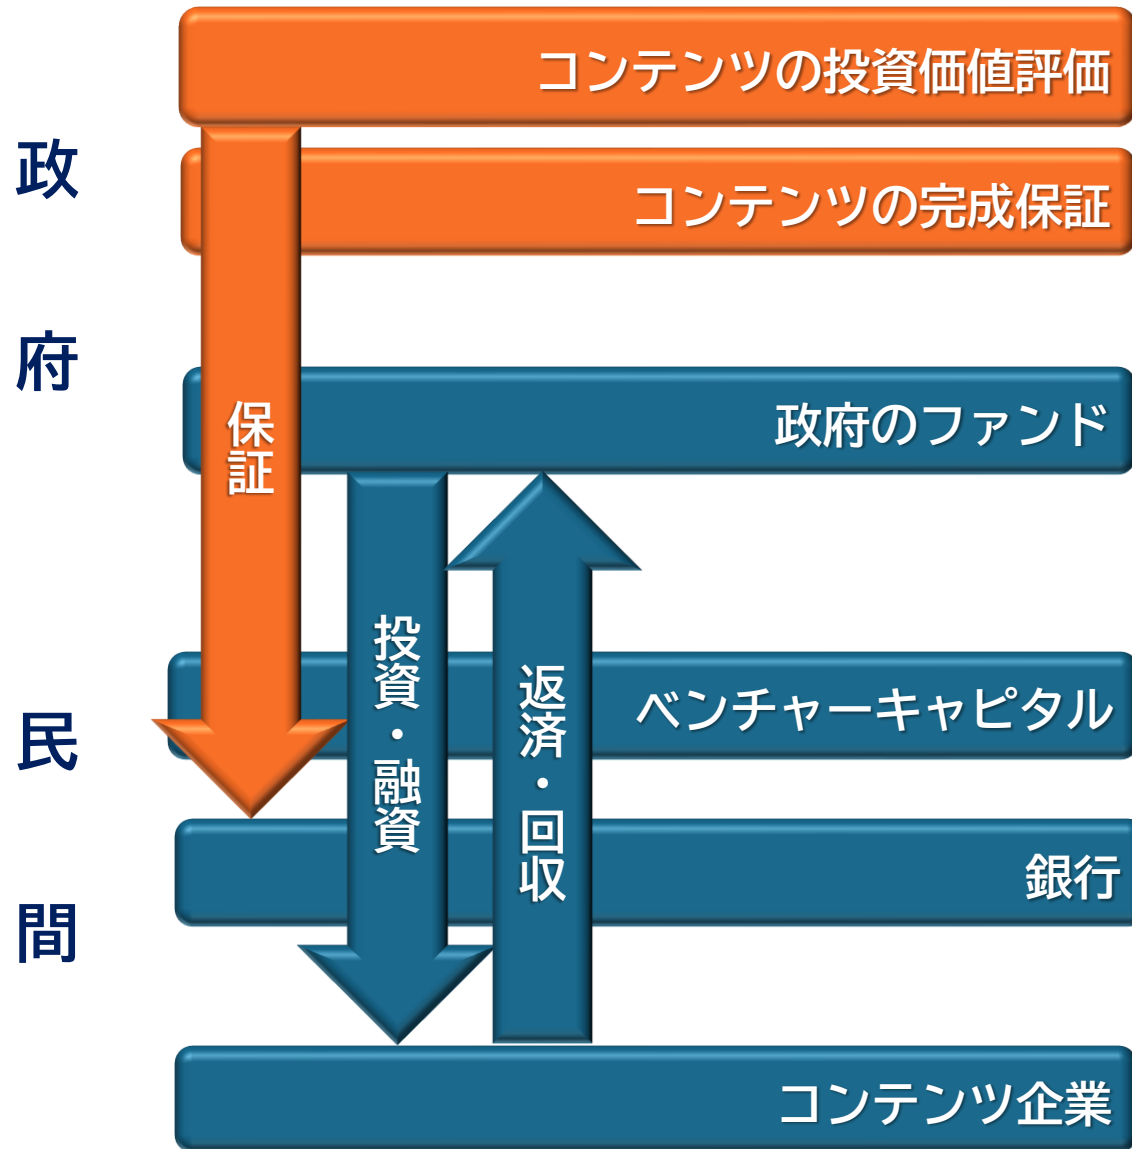 コンテンツの投資価値評価
コンテンツの完成保証
政府
政府のファンド
保証
投資・融資
返済・回収
民間
ベンチャーキャピタル
銀行
コンテンツ企業